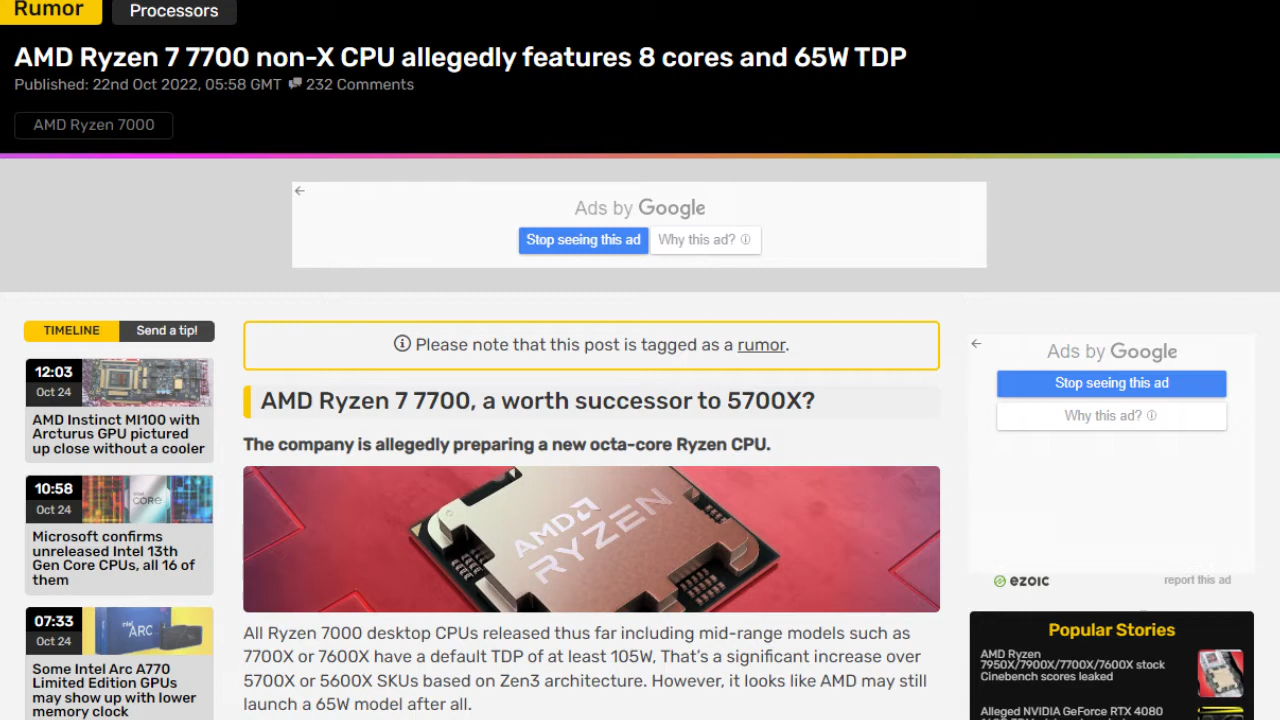 Rumor
Processors
AMD Ryzen 7 7700 non-X CPU allegedly features 8 cores and 65W TDP
Published: 22nd Oct 2022, 05:58 GMT 232 Comments
AMD Ryzen 7000
Ads by Google
Stop seeing this ad
Why this ad?
TIMELINE
Send a tip!
12:03
Oct 24
AMD Instinct MI100 with
Arcturus GPU pictured
up close without a cooler
10:58
Oct 24
intel
CORE
Microsoft confirms
unreleased Intel 13th
Gen Core CPUs, all 16 of
them
07:33
Oct 24
intel
ARC
Some Intel Arc A770
Limited Edition GPUs
may show up with lower
memory clock
Please note that this post is tagged as a rumor.
AMD Ryzen 7 7700, a worth successor to 5700X?
The company is allegedly preparing a new octa-core Ryzen CPU.
AMD
RYZEN
All Ryzen 7000 desktop CPUs released thus far including mid-range models such as
7700X or 7600X have a default TDP of at least 105W, That's a significant increase over
5700X or 5600X SKUs based on Zen3 architecture. However, it looks like AMD may still
launch a 65W model after all.
Ads by Google
Stop seeing this ad
Why this ad?
ezoic
report this ad
Popular Stories
AMD Ryzen
7950X/7900X/7700X/7600X stock
Cinebench scores leaked
Alleged NVIDIA GeForce RTX 4080